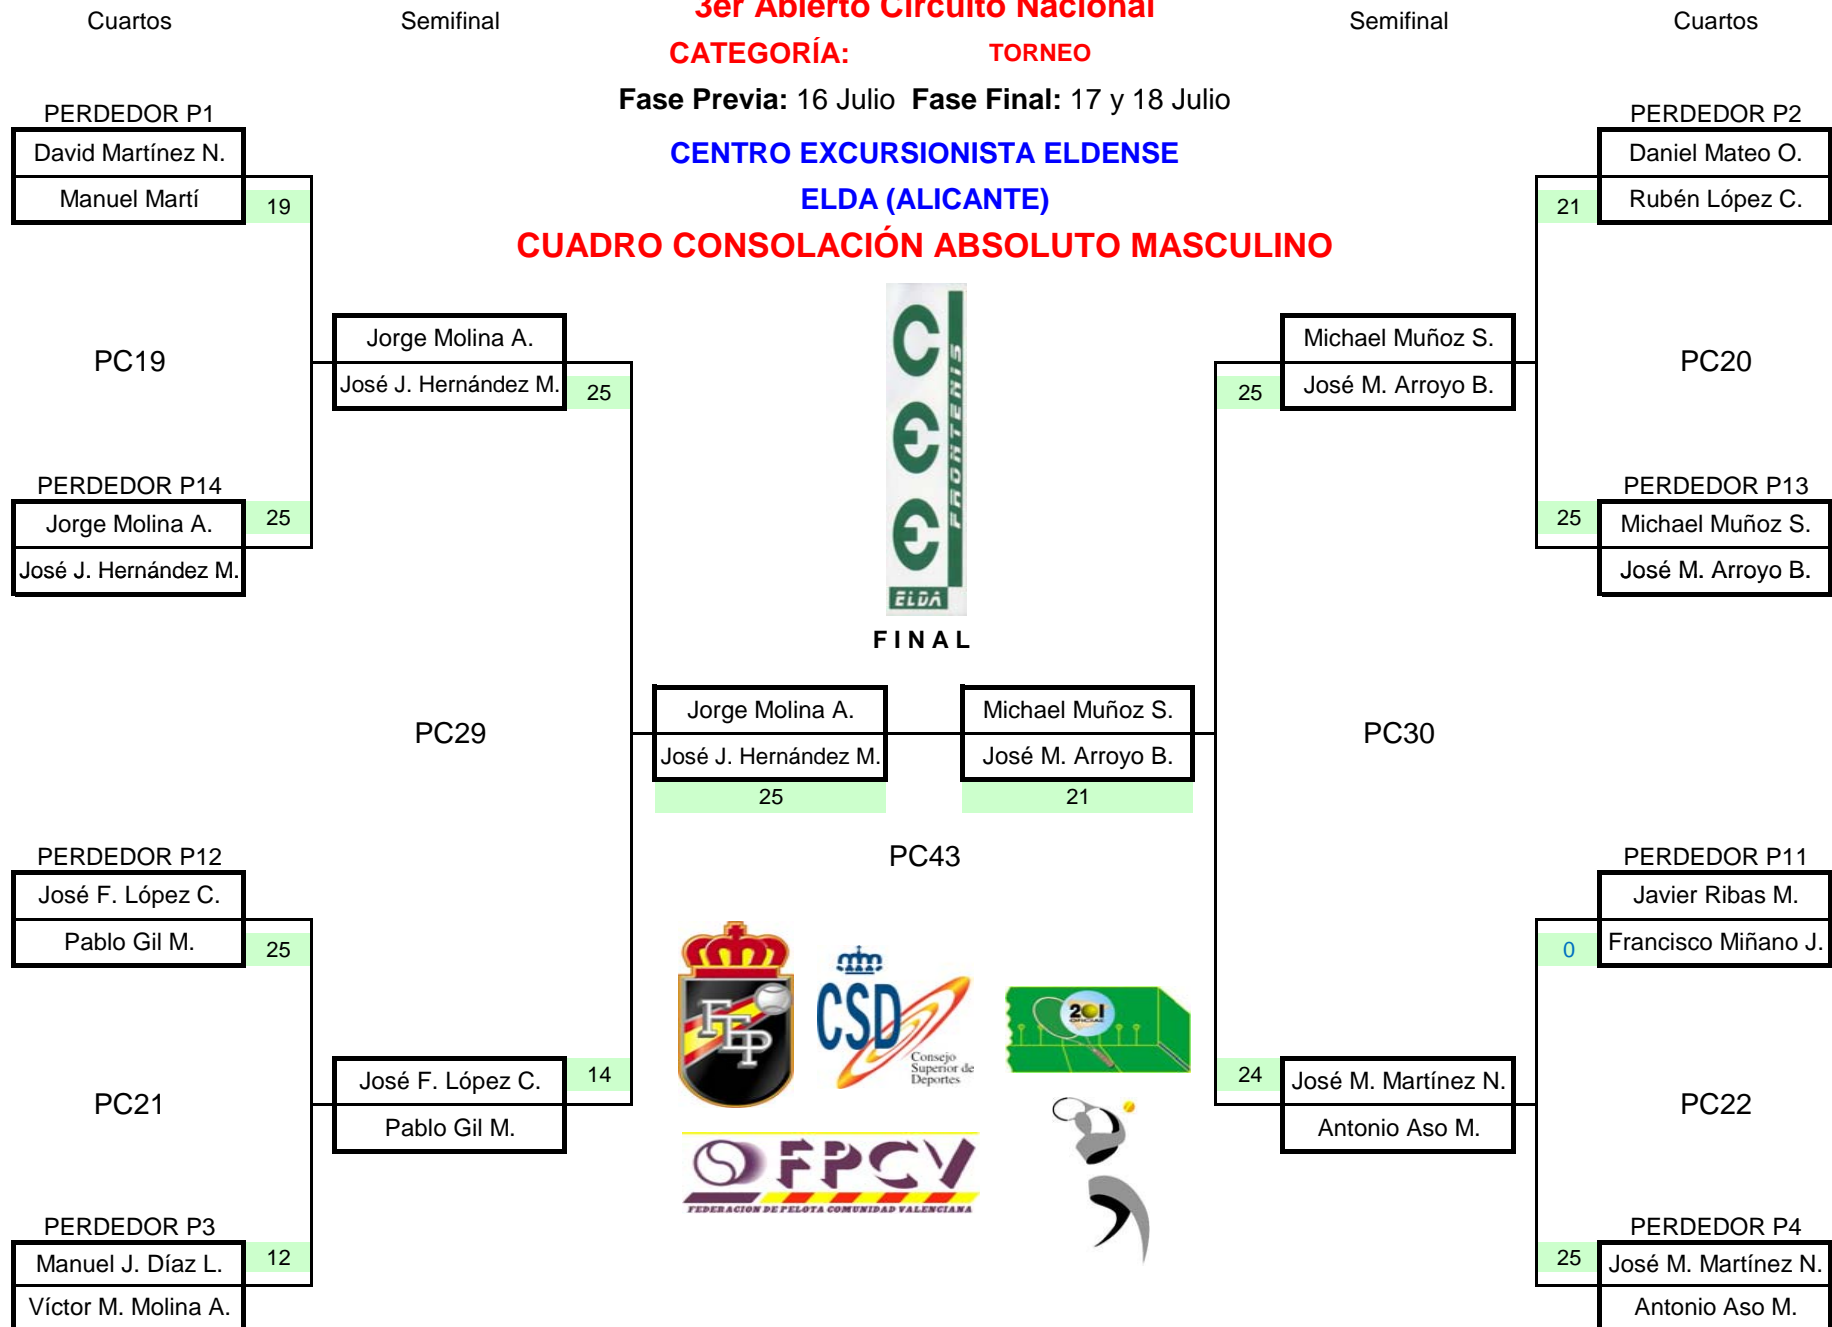 3er Abierto Circuito Nacional
Cuartos
Semifinal
Semifinal
Cuartos
CATEGORÍA: TORNEO
Fase Previa: 16 Julio Fase Final: 17 y 18 Julio
CENTRO EXCURSIONISTA ELDENSE
ELDA (ALICANTE)
CUADRO CONSOLACIÓN ABSOLUTO MASCULINO
PERDEDOR P1
David Martínez N.
Manuel Martí
19
PC19
PERDEDOR P14
Jorge Molina A.
25
José J. Hernández M.
Jorge Molina A.
José J. Hernández M.
25
PC29
PERDEDOR P12
José F. López C.
Pablo Gil M.
25
PC21
PERDEDOR P3
Manuel J. Díaz L.
12
Víctor M. Molina A.
José F. López C.
14
Pablo Gil M.
CEE
FRONTENIS
ELDA
FINAL
Jorge Molina A.
José J. Hernández M.
25
Michael Muñoz S.
José M. Arroyo B.
21
PC43
FEP
CSD
Consejo
Superior de
Deportes
201
OFICIAL
FPCV
FEDERACION DE PELOTA COMUNIDAD VALENCIANA
Michael Muñoz S.
25
José M. Arroyo B.
PC30
24
José M. Martínez N.
Antonio Aso M.
PERDEDOR P2
Daniel Mateo O.
21
Rubén López C.
PC20
PERDEDOR P13
25
Michael Muñoz S.
José M. Arroyo B.
PERDEDOR P11
Javier Ribas M.
0
Francisco Miñano J.
PC22
PERDEDOR P4
25
José M. Martínez N.
Antonio Aso M.